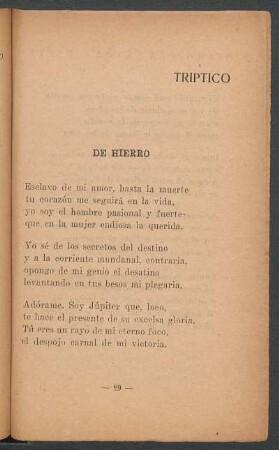 TRIPTICO
DE HIERRO
Esclavo de mi amor, hasta la muerte
tu corazón me seguirá en la vida,
yo soy el hombre pasional y fuerte
que en la mujer endiosa la querida.
Yo sé de los secretos del destino
y a la corriente mundanal, contraria,
opongo de mi genio el desatino
levantando en tus besos mi plegaria.
Adórame. Soy Júpiter que, loco,
te hace el presente de su excelsa gloria,
Tú eres un rayo de mi eterno foco,
el despojo carnal de mi victoria.
— 29 —